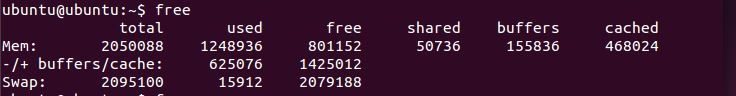 ubuntu@ubuntu:~$ free
total used free shared buffers cached
Mem: 2050088 1248936 801152 50736 155836 468024
-/+ buffers/cache: 625076 1425012
Swap: 2095100 15912 2079188